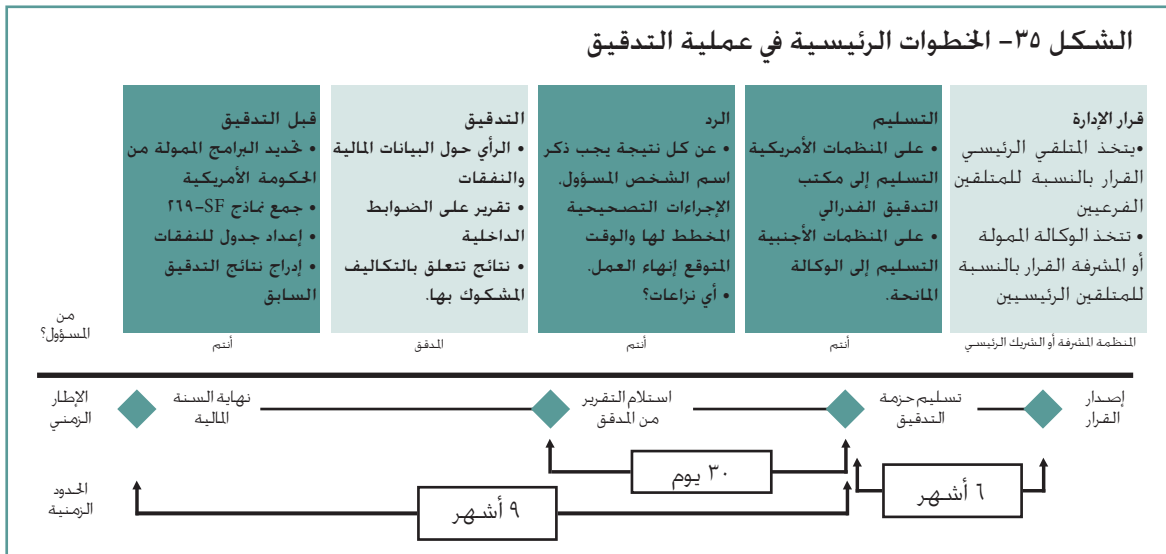 الشكل ٣٥- الخطوات الرئيسية في عملية التدقيق
قبل التدقيق
• تحديد البرامج الممولة من
الحكومة الأمريكية
• جمع نماذج SF-٢٦٩
• إعداد جدول للنفقات
• إدراج نتائج التدقيق
السابق
التدقيق
• الرأي حول البيانات المالية
والنفقات
• تقرير على الضوابط
الداخلية
• نتائج تتعلق بالتكاليف
المشكوك بها.
الرد
• عن كل نتيجة يجب ذكر
اسم الشخص المسؤول.
الإجراءات التصحيحية
المخطط لها والوقت
المتوقع إنهاء العمل.
• أي نزاعات؟
التسليم
• على المنظمات الأمريكية
التسليم إلى مكتب
التدقيق الفدرالي
• على المنظمات الأجنبية
التسليم إلى الوكالة
المانحة.
قرار الإدارة
•يتخذ المتلقي الرئيسي
القرار بالنسبة للمتلقين
الفرعيين
• تتخذ الوكالة الممولة
أو المشرفة القرار بالنسبة
للمتلقين الرئيسيين
من
المسؤول؟
أنتم
المدقق
أنتم
أنتم
المنظمة المشرفة أو الشريك الرئيسي
الإطار
الزمني
نهاية السنة
المالية
استلام التقرير
من المدقق
تسليم حزمة
التدقيق
إصدار
القرار
الحدود
الزمنية
٩ أشهر
٣٠ يوم
٦ أشهر